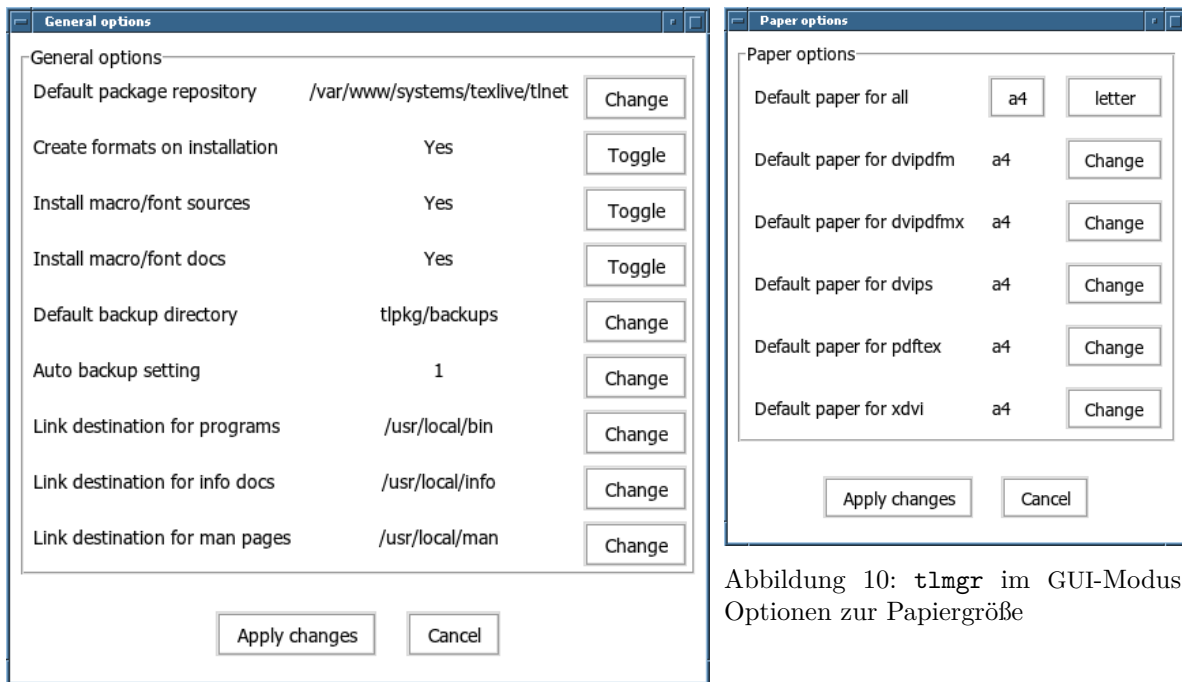 General options
General options
Default package repository /var/www/systems/texlive/tlnet Change
Create formats on installation Yes Toggle
Install macro/font sources Yes Toggle
Install macro/font docs Yes Toggle
Default backup directory tlpkg/backups Change
Auto backup setting 1 Change
Link destination for programs /usr/local/bin Change
Link destination for info docs /usr/local/info Change
Link destination for man pages /usr/local/man Change
Apply changes Cancel
Paper options
Paper options
Default paper for all a4 letter
Default paper for dvipdfm a4 Change
Default paper for dvipdfmx a4 Change
Default paper for dvips a4 Change
Default paper for pdftex a4 Change
Default paper for xdvi a4 Change
Apply changes Cancel
Abbildung 10: tlmgr im GUI-Modus
Optionen zur Papiergröße